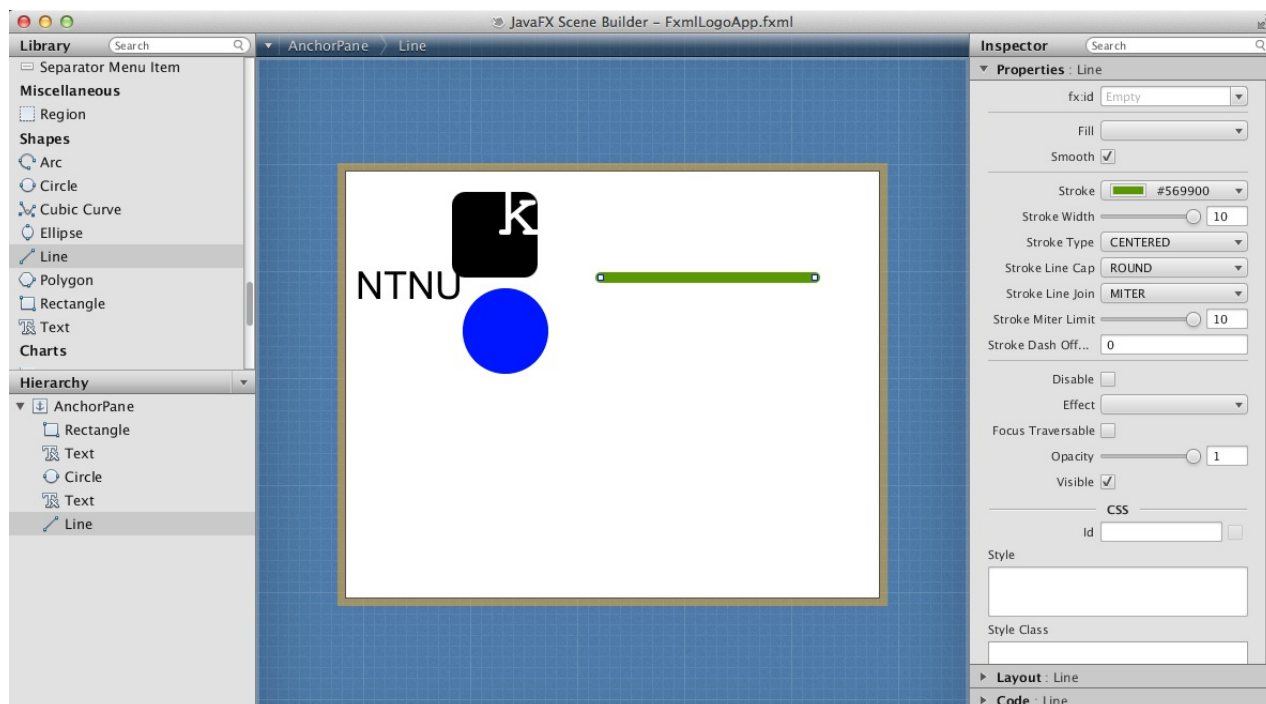 JavaFX Scene Builder – FxmlLogoApp.fxml
Library
Search
Separator Menu Item
Miscellaneous
Region
Shapes
Arc
Circle
Cubic Curve
Ellipse
Line
Polygon
Rectangle
Text
Charts
Hierarchy
AnchorPane
Rectangle
Text
Circle
Text
Line
AnchorPane
Line
k
NTNU
Inspector
Search
Properties : Line
fx:id Empty
Fill
Smooth
Stroke #569900
Stroke Width 10
Stroke Type CENTERED
Stroke Line Cap ROUND
Stroke Line Join MITER
Stroke Miter Limit 10
Stroke Dash Off... 0
Disable
Effect
Focus Traversable
Opacity 1
Visible
CSS
Id
Style
Style Class
Layout : Line
Code : Line